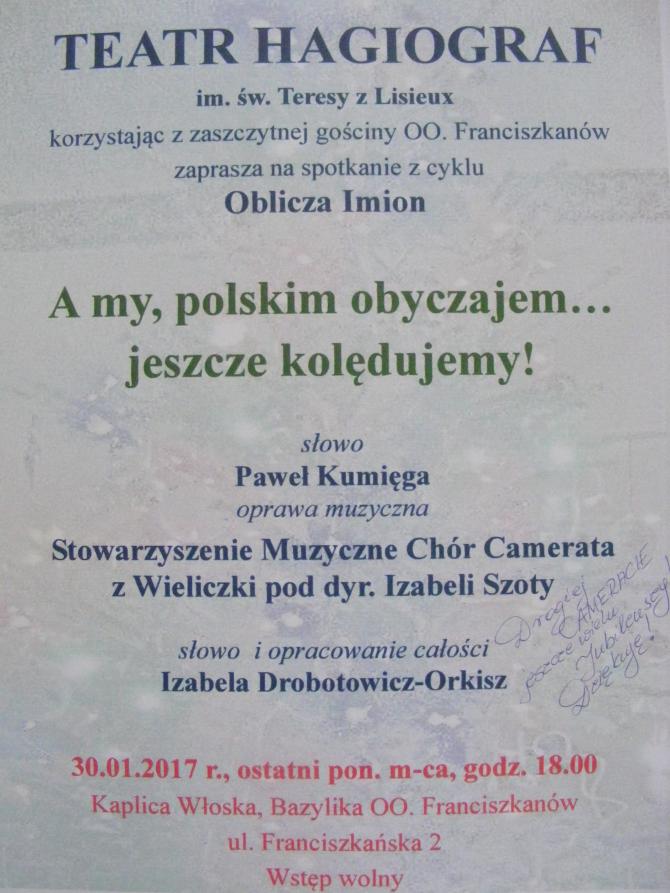 TEATR HAGIOGRAF
im. św. Teresy z Lisieux
korzystając z zaszczytnej gościny OO. Franciszkanów
zaprasza na spotkanie z cyklu
Oblicza Imion
A my, polskim obyczajem…
jeszcze kolędujemy!
słowo
Paweł Kumięga
oprawa muzyczna
Stowarzyszenie Muzyczne Chór Camerata
z Wieliczki pod dyr. Izabeli Szoty
słowo i opracowanie całości
Izabela Drobotowicz-Orkisz
Drogiej
CAMERACIE
jeszcze wielu
Jubileuszy!
Dziękuję!
30.01.2017 r., ostatni pon. m-ca, godz. 18.00
Kaplica Włoska, Bazylika OO. Franciszkanów
ul. Franciszkańska 2
Wstęp wolny